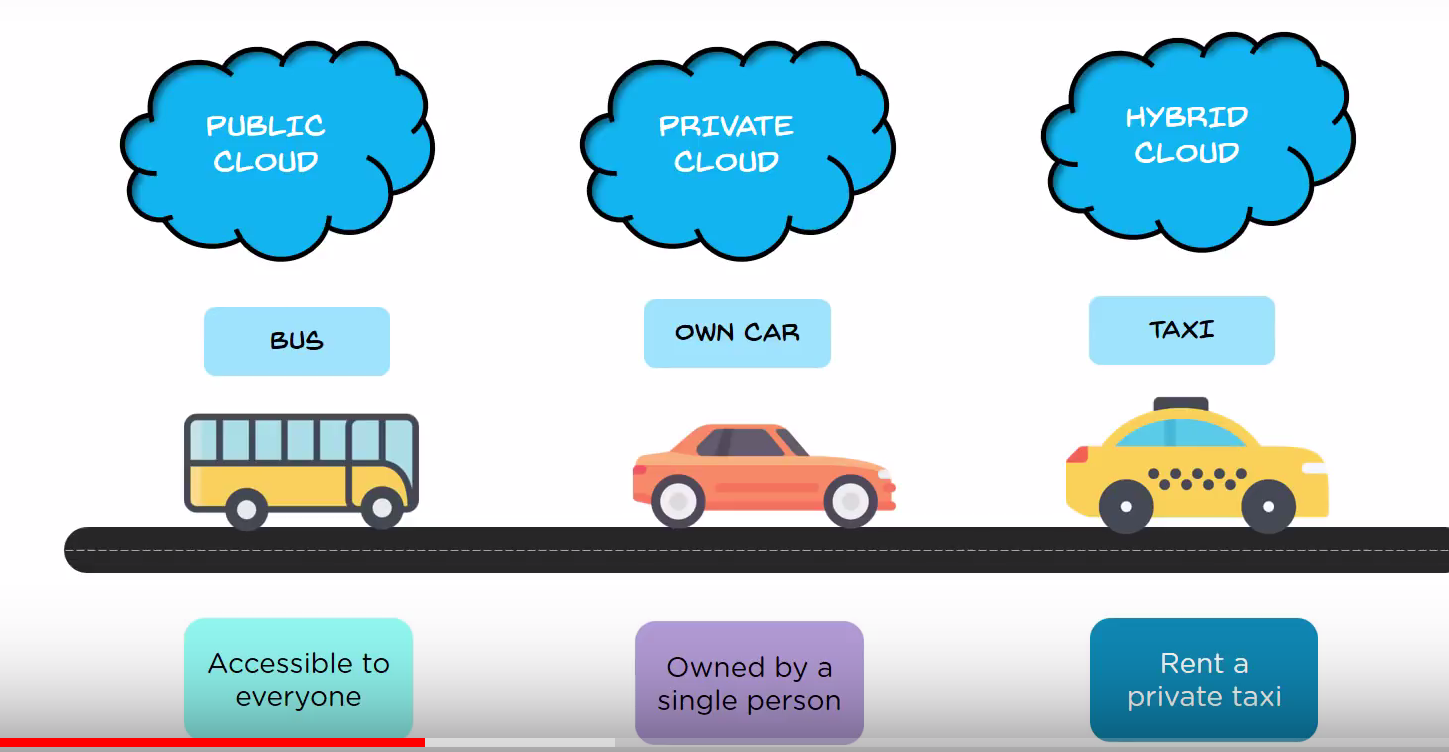 PUBLIC
CLOUD
PRIVATE
CLOUD
HYBRID
CLOUD
BUS
OWN CAR
TAXI
Accessible to
everyone
Owned by a
single person
Rent a
private taxi